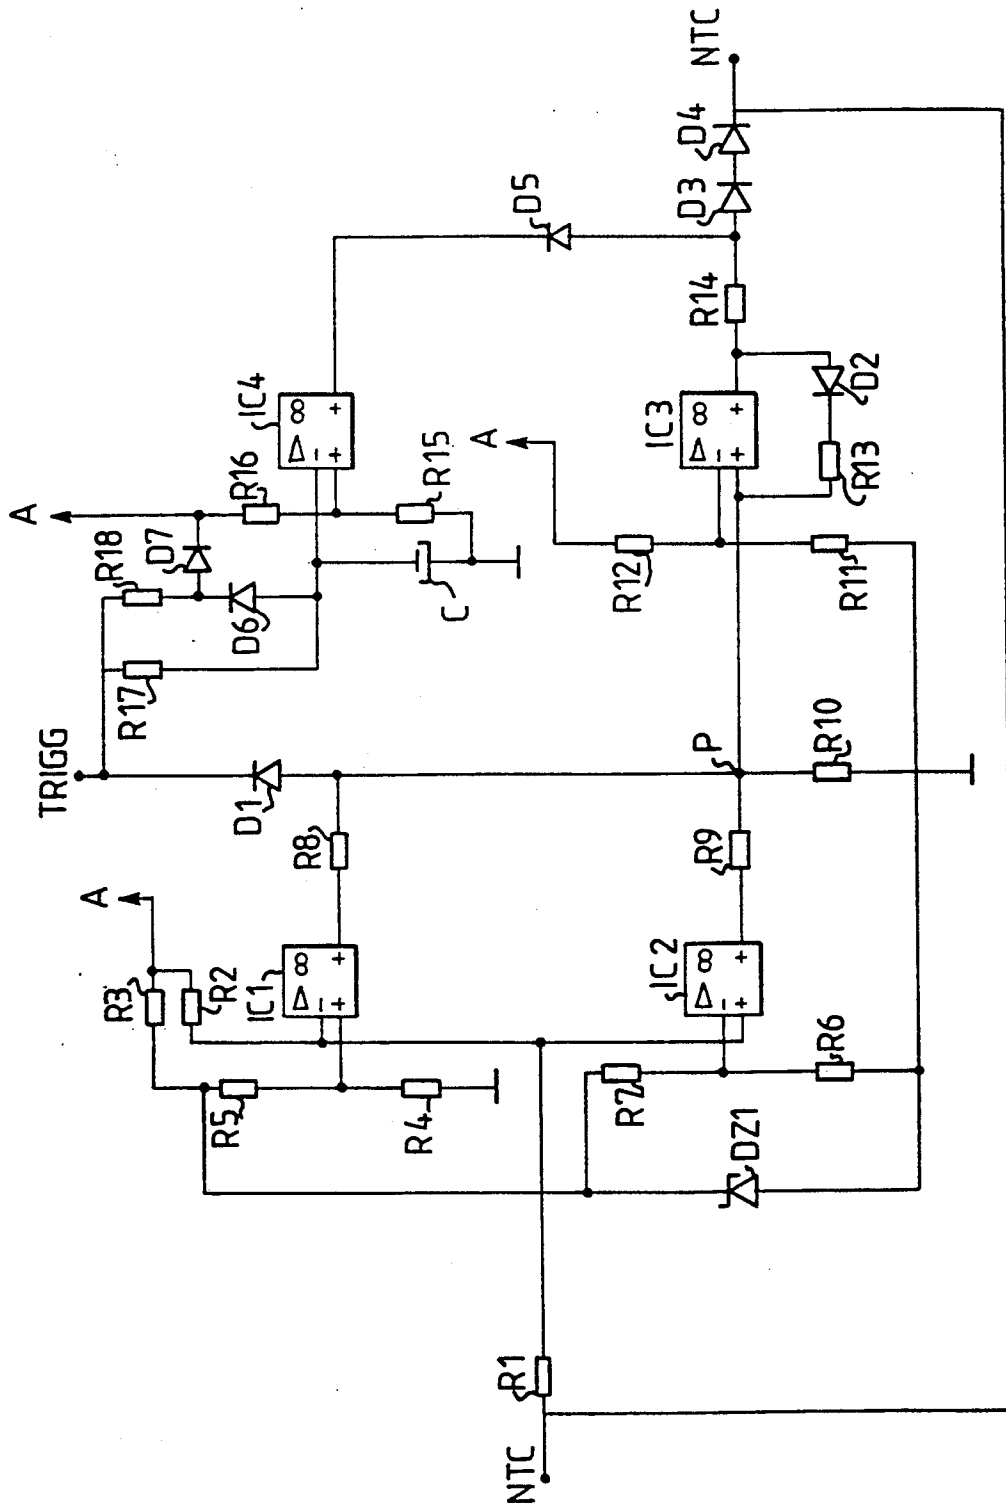 NTC
R1
R3
R2
A
R5
R4
IC1
Δ ∞
−
+
+
R8
D1
TRIGG
R17
R18
D7
D6
A
R16
IC4
Δ ∞
−
+
+
C
R15
D5
R7
DZ1
R6
IC2
Δ ∞
−
+
+
R9
P
R10
A
R12
R11
IC3
Δ ∞
−
+
+
R13
D2
R14
D3
D4
NTC